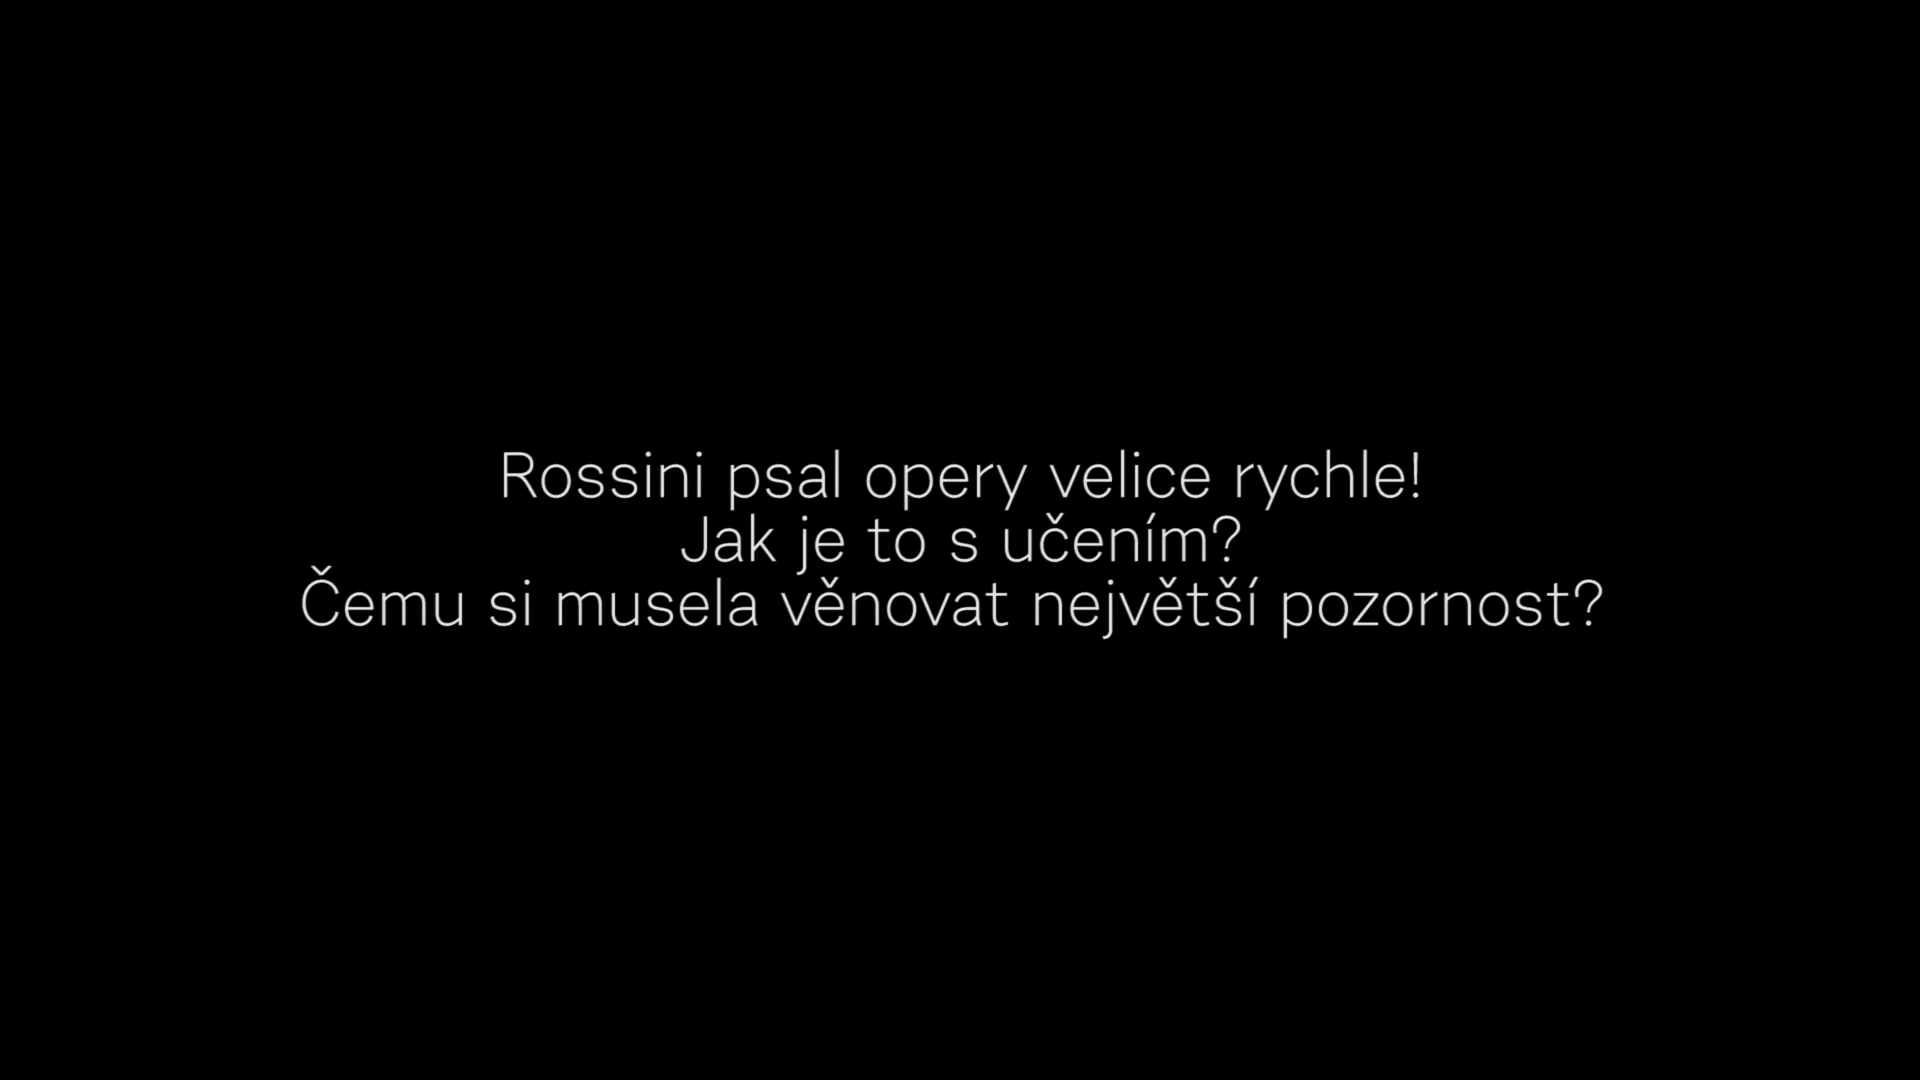 Rossini psal opery velice rychle!
Jak je to s učením?
Čemu si musela věnovat největší pozornost?